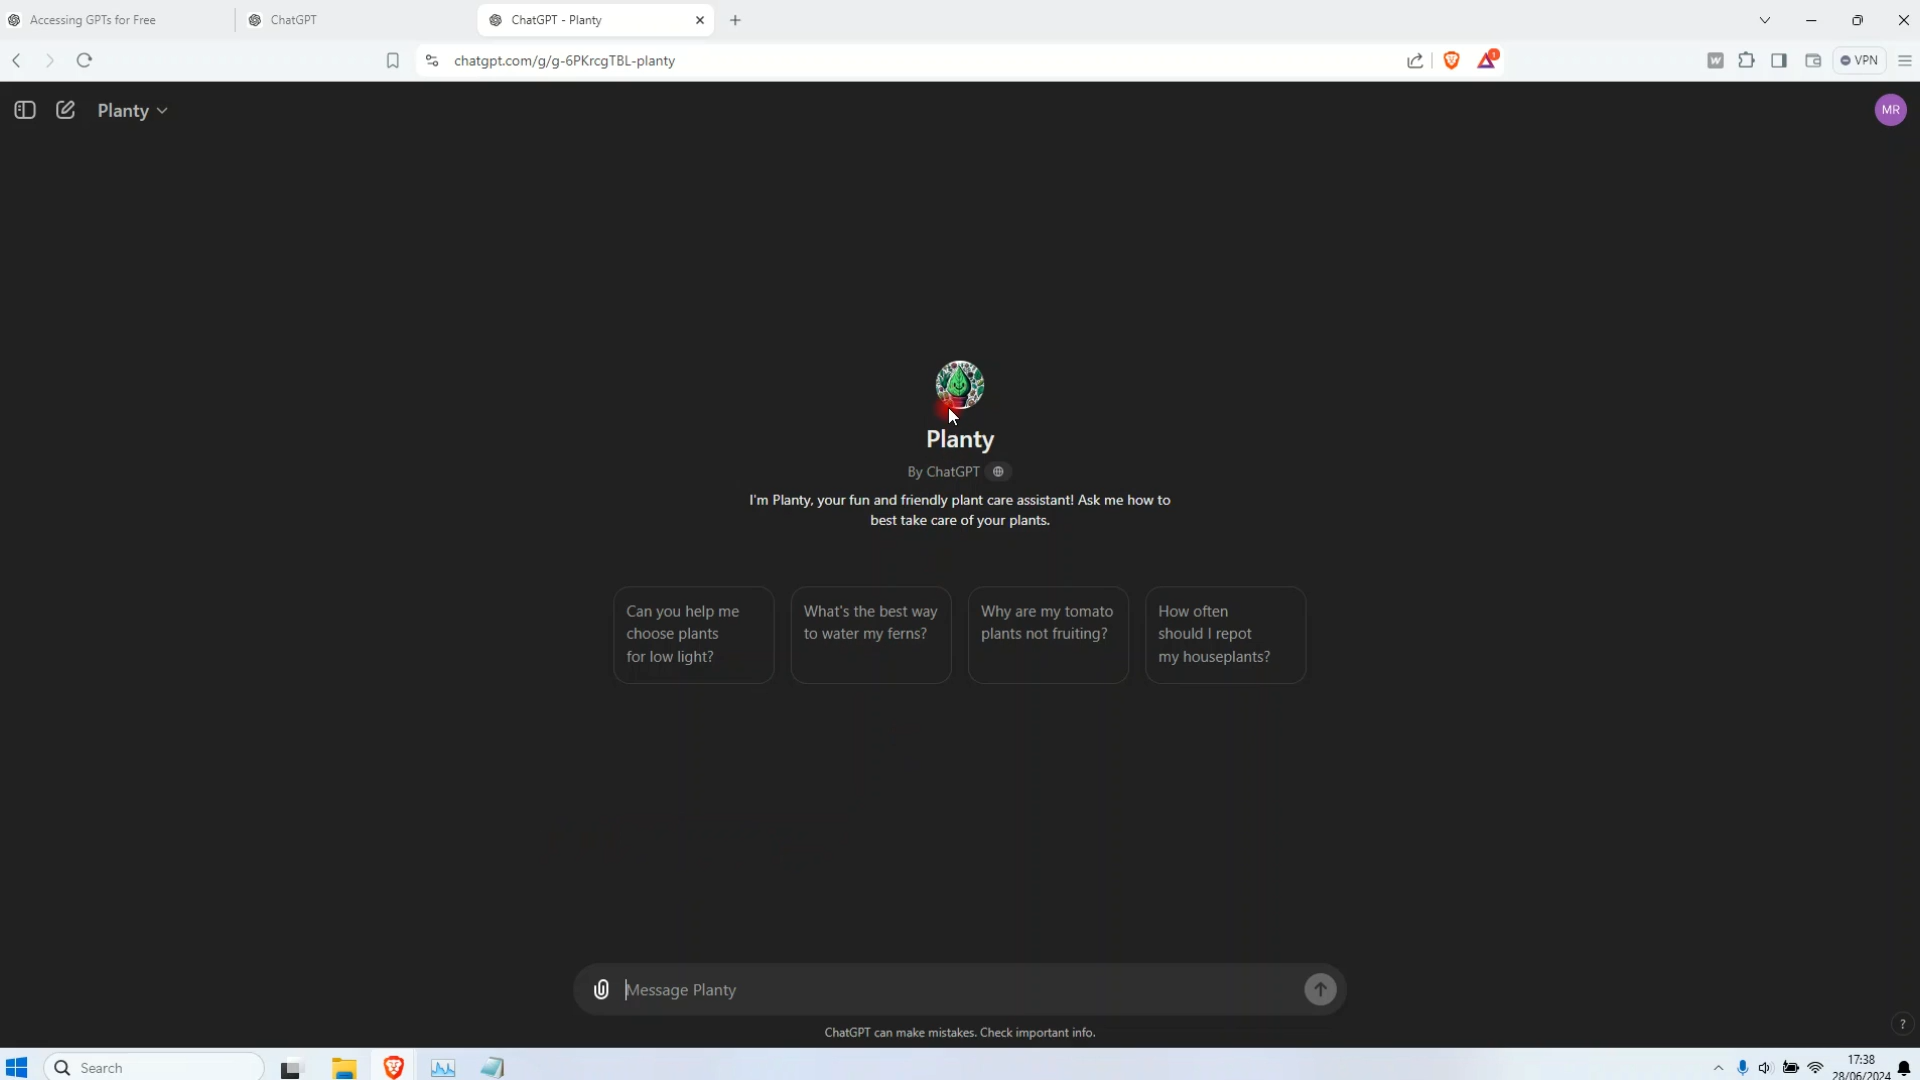 Accessing GPTs for Free
ChatGPT
ChatGPT - Planty
chatgpt.com/g/g-6PKrcgTBL-planty
1
W
VPN
Planty
MR
Planty
By ChatGPT
I'm Planty, your fun and friendly plant care assistant! Ask me how to
best take care of your plants.
Can you help me
choose plants
for low light?
What's the best way
to water my ferns?
Why are my tomato
plants not fruiting?
How often
should I repot
my houseplants?
Message Planty
ChatGPT can make mistakes. Check important info.
?
Search
17:38
28/06/2024